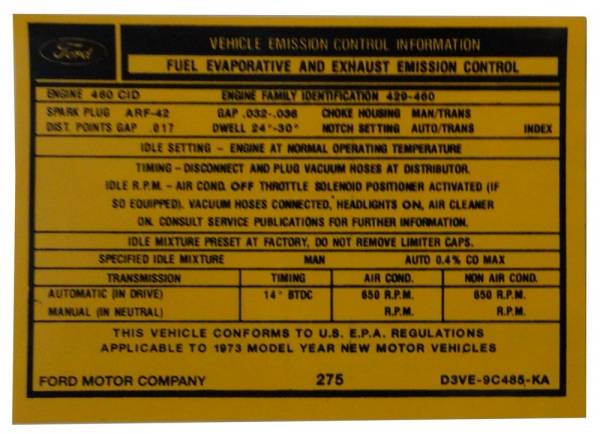 Ford
VEHICLE EMISSION CONTROL INFORMATION
FUEL EVAPORATIVE AND EXHAUST EMISSION CONTROL
ENGINE 460 CID ENGINE FAMILY IDENTIFICATION 429-460
SPARK PLUG ARF-42 GAP .032-.036 CHOKE HOUSING MAN/TRANS
DIST. POINTS GAP .017 DWELL 24°-30° NOTCH SETTING AUTO/TRANS INDEX
IDLE SETTING - ENGINE AT NORMAL OPERATING TEMPERATURE
TIMING - DISCONNECT AND PLUG VACUUM HOSES AT DISTRIBUTOR.
IDLE R.P.M. - AIR COND. OFF THROTTLE SOLENOID POSITIONER ACTIVATED (IF
SO EQUIPPED). VACUUM HOSES CONNECTED, HEADLIGHTS ON, AIR CLEANER
ON. CONSULT SERVICE PUBLICATIONS FOR FURTHER INFORMATION.
IDLE MIXTURE PRESET AT FACTORY, DO NOT REMOVE LIMITER CAPS.
SPECIFIED IDLE MIXTURE MAN AUTO 0.4% CO MAX
TRANSMISSION TIMING AIR COND. NON AIR COND.
AUTOMATIC (IN DRIVE) 14° BTDC 650 R.P.M. 650 R.P.M.
MANUAL (IN NEUTRAL) R.P.M. R.P.M.
THIS VEHICLE CONFORMS TO U.S. E.P.A. REGULATIONS
APPLICABLE TO 1973 MODEL YEAR NEW MOTOR VEHICLES
FORD MOTOR COMPANY 275 D3VE-9C485-KA